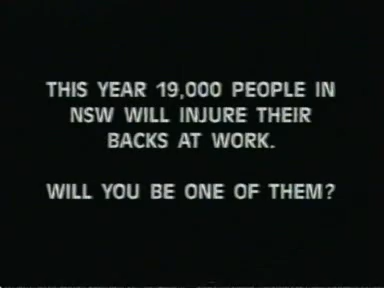 THIS YEAR 19,000 PEOPLE IN
NSW WILL INJURE THEIR
BACKS AT WORK.
WILL YOU BE ONE OF THEM?